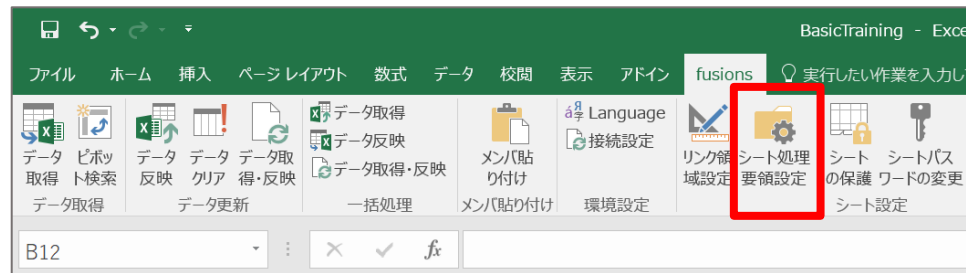 BasicTraining - Exce
ファイル ホーム 挿入 ページ レイアウト 数式 データ 校閲 表示 アドイン fusions 実行したい作業を入力し
データ取得
データ反映
データ取得・反映
áあ字 Language
接続設定
データ
取得
ピボッ
ト検索
データ
反映
データ
クリア
データ取
得・反映
メンバ貼
り付け
リンク領
域設定
シート処理
要領設定
シート
の保護
シートパス
ワードの変更
データ取得 データ更新 一括処理 メンバ貼り付け 環境設定 シート設定
B12 fx